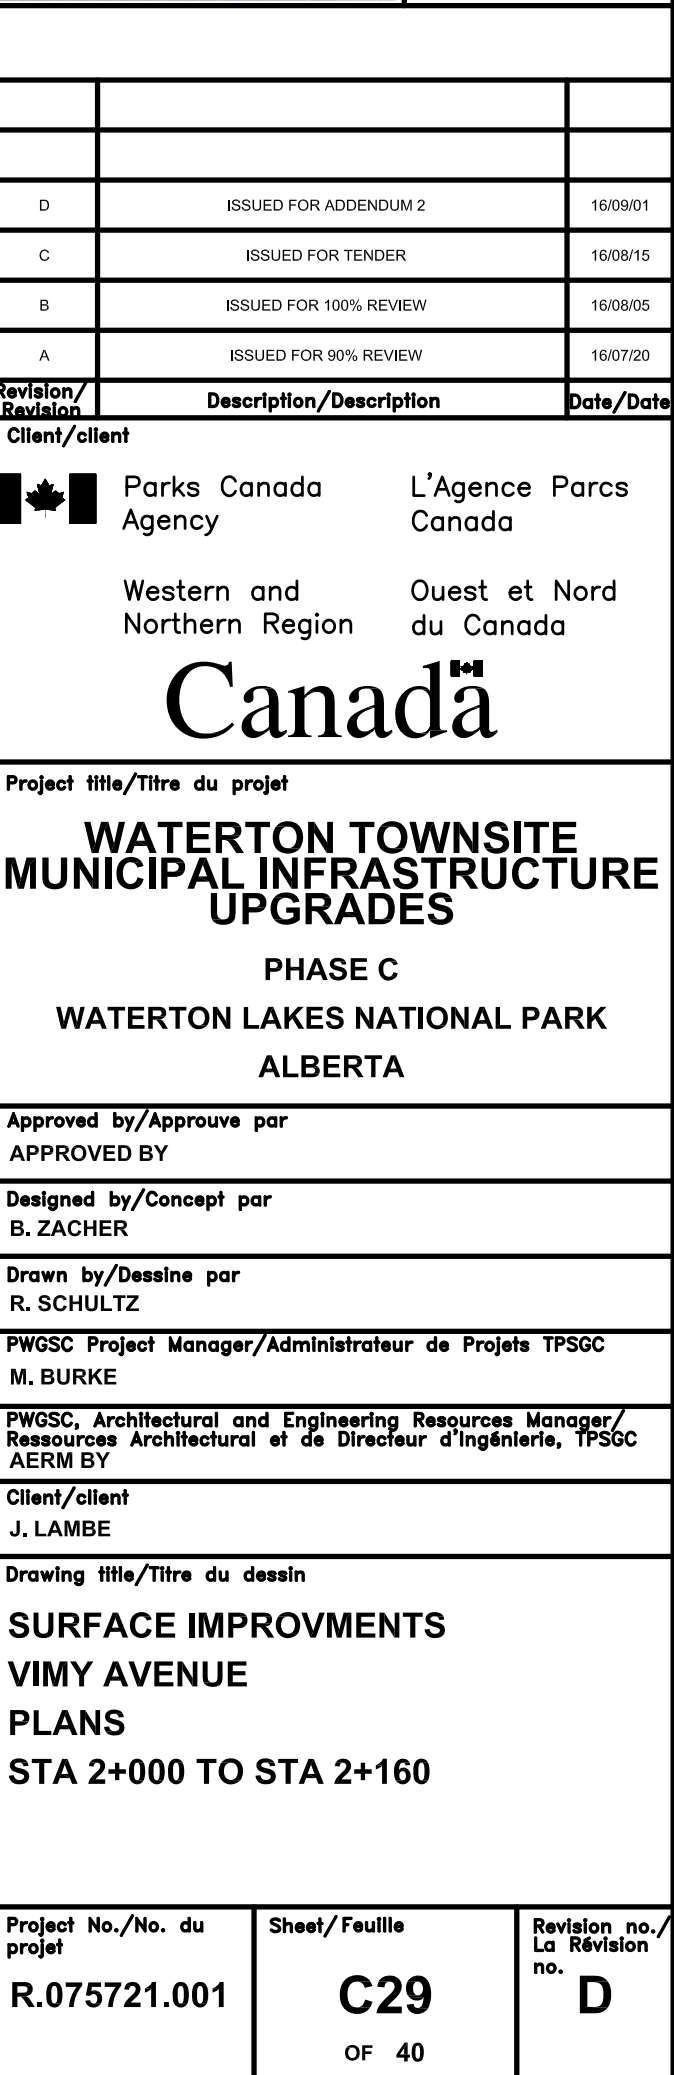 D ISSUED FOR ADDENDUM 2 16/09/01
C ISSUED FOR TENDER 16/08/15
B ISSUED FOR 100% REVIEW 16/08/05
A ISSUED FOR 90% REVIEW 16/07/20
Revision/
Revision
Description/Description
Date/Date
Client/client
Parks Canada
Agency
L'Agence Parcs
Canada
Western and
Northern Region
Ouest et Nord
du Canada
Canada
Project title/Titre du projet
WATERTON TOWNSITE
MUNICIPAL INFRASTRUCTURE
UPGRADES
PHASE C
WATERTON LAKES NATIONAL PARK
ALBERTA
Approved by/Approuve par
APPROVED BY
Designed by/Concept par
B. ZACHER
Drawn by/Dessine par
R. SCHULTZ
PWGSC Project Manager/Administrateur de Projets TPSGC
M. BURKE
PWGSC, Architectural and Engineering Resources Manager/
Ressources Architectural et de Directeur d'Ingénierie, TPSGC
AERM BY
Client/client
J. LAMBE
Drawing title/Titre du dessin
SURFACE IMPROVMENTS
VIMY AVENUE
PLANS
STA 2+000 TO STA 2+160
Project No./No. du
projet
R.075721.001
Sheet/Feuille
C29
OF 40
Revision no./
La Révision
no.
D